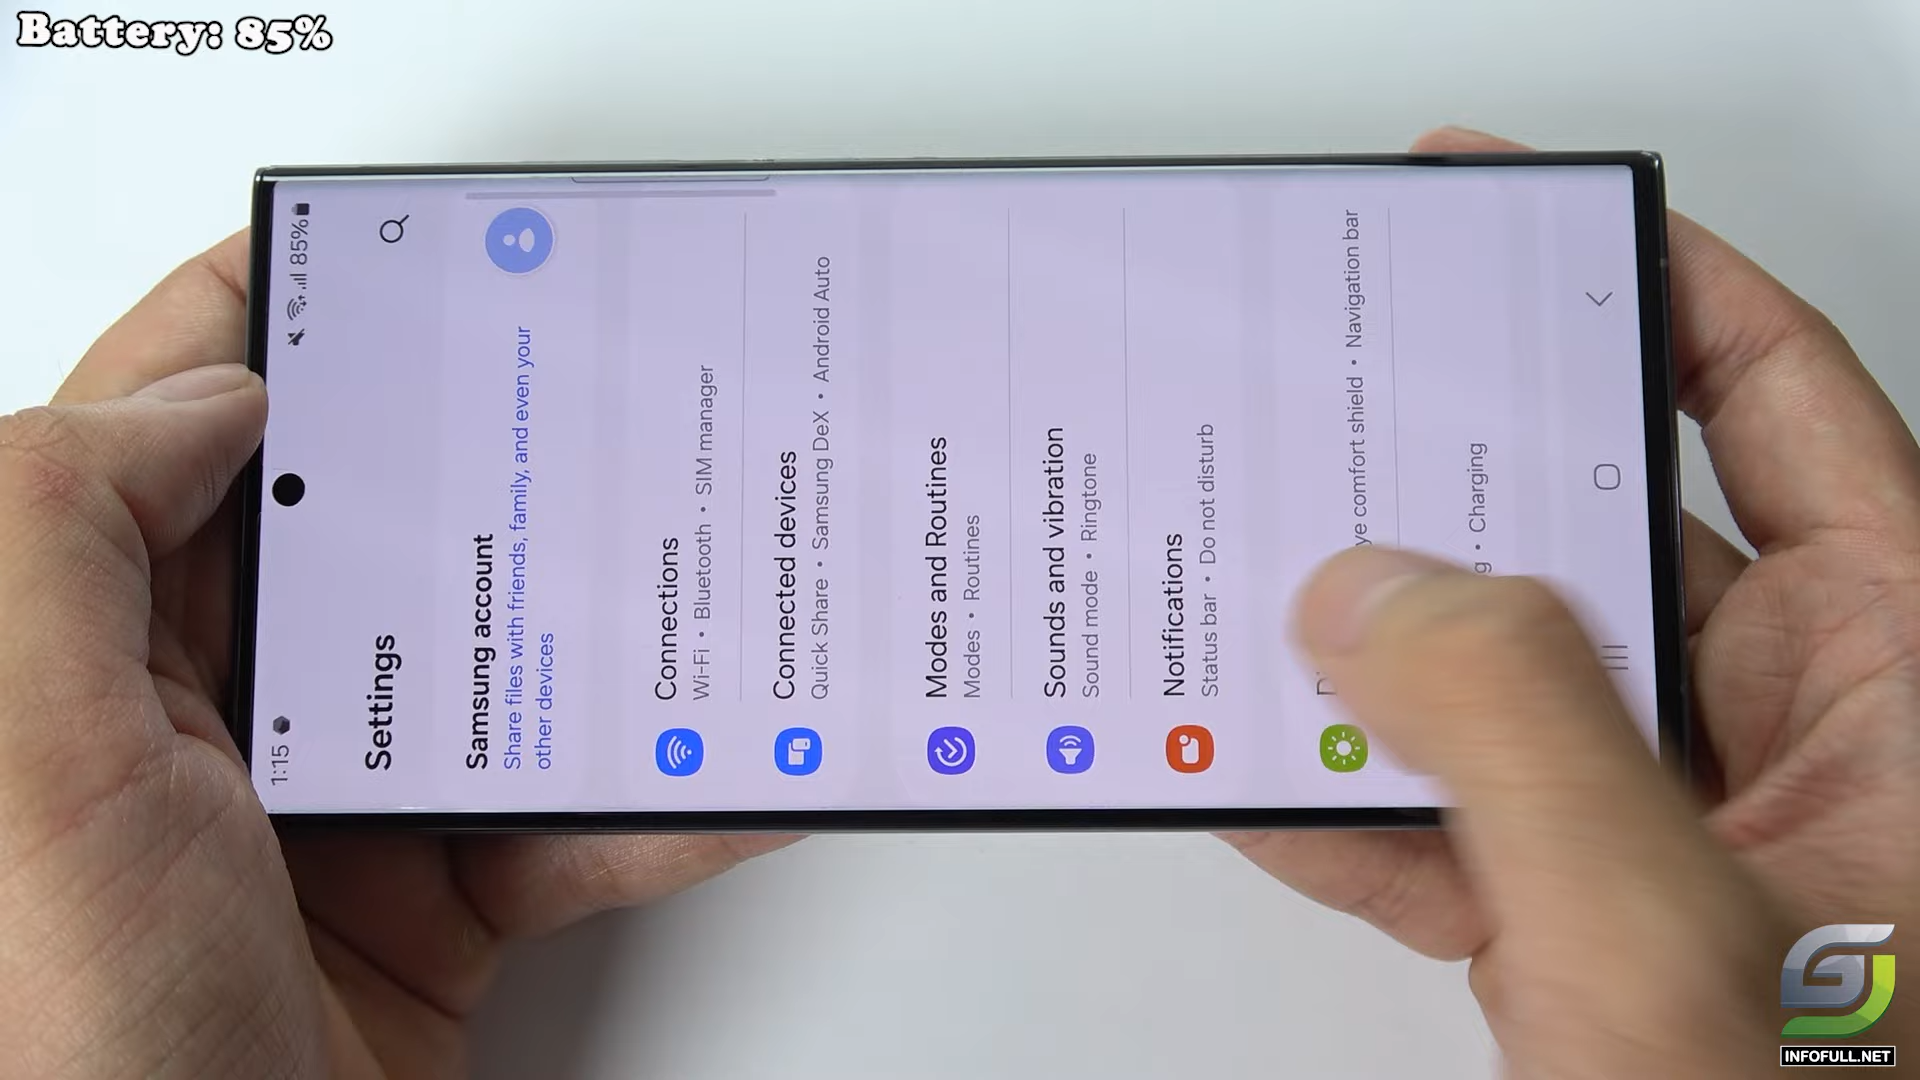 Battery: 85%
1:15
85%
Settings
Samsung account
Share files with friends, family, and even your
other devices
Connections
Wi-Fi • Bluetooth • SIM manager
Connected devices
Quick Share • Samsung DeX • Android Auto
Modes and Routines
Modes • Routines
Sounds and vibration
Sound mode • Ringtone
Notifications
Status bar • Do not disturb
comfort shield • Navigation bar
• Charging
INFOFULL.NET